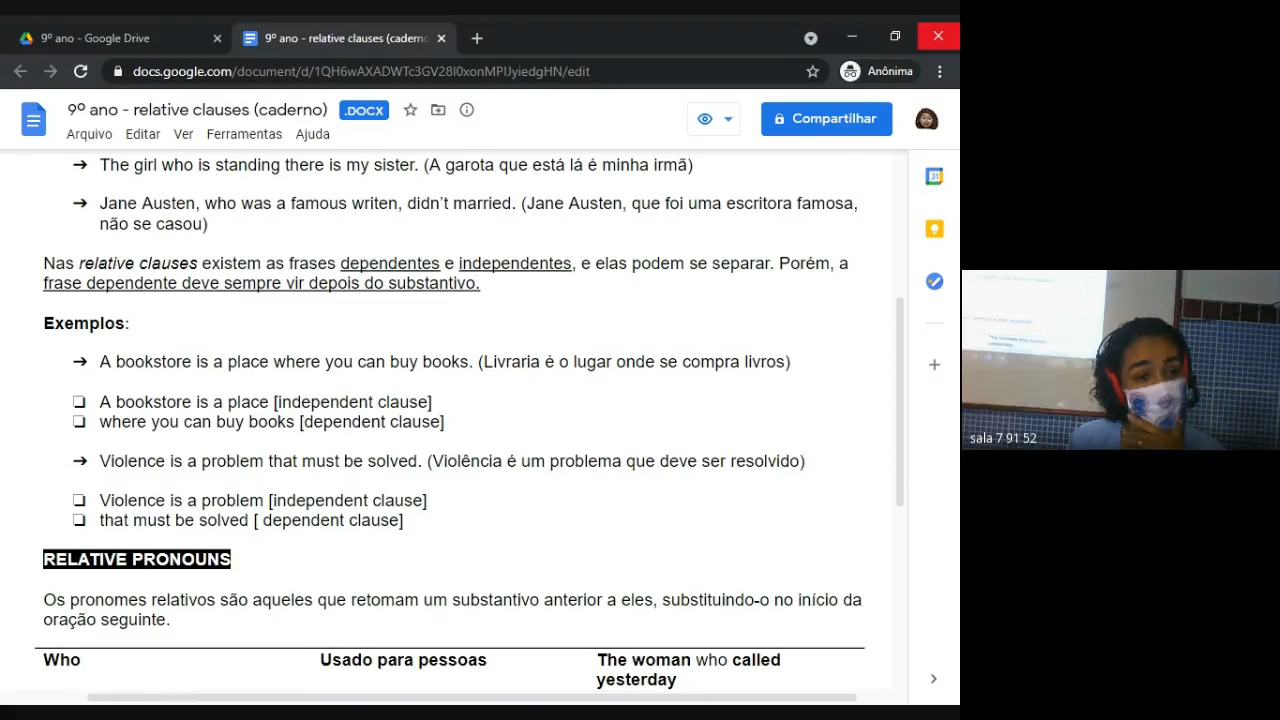 9º ano - Google Drive
9º ano - relative clauses (cadern
docs.google.com/document/d/1QH6wAXADWTc3GV28I0xonMPIJyiedgHN/edit
Anônima
9º ano - relative clauses (caderno)
.DOCX
Arquivo Editar Ver Ferramentas Ajuda
Compartilhar
31
➔ The girl who is standing there is my sister. (A garota que está lá é minha irmã)
➔ Jane Austen, who was a famous writen, didn’t married. (Jane Austen, que foi uma escritora famosa,
não se casou)
Nas relative clauses existem as frases dependentes e independentes, e elas podem se separar. Porém, a
frase dependente deve sempre vir depois do substantivo.
Exemplos:
➔ A bookstore is a place where you can buy books. (Livraria é o lugar onde se compra livros)
❏ A bookstore is a place [independent clause]
❏ where you can buy books [dependent clause]
➔ Violence is a problem that must be solved. (Violência é um problema que deve ser resolvido)
❏ Violence is a problem [independent clause]
❏ that must be solved [ dependent clause]
RELATIVE PRONOUNS
Os pronomes relativos são aqueles que retomam um substantivo anterior a eles, substituindo-o no início da
oração seguinte.
Who Usado para pessoas The woman who called
yesterday
sala 7 91 52